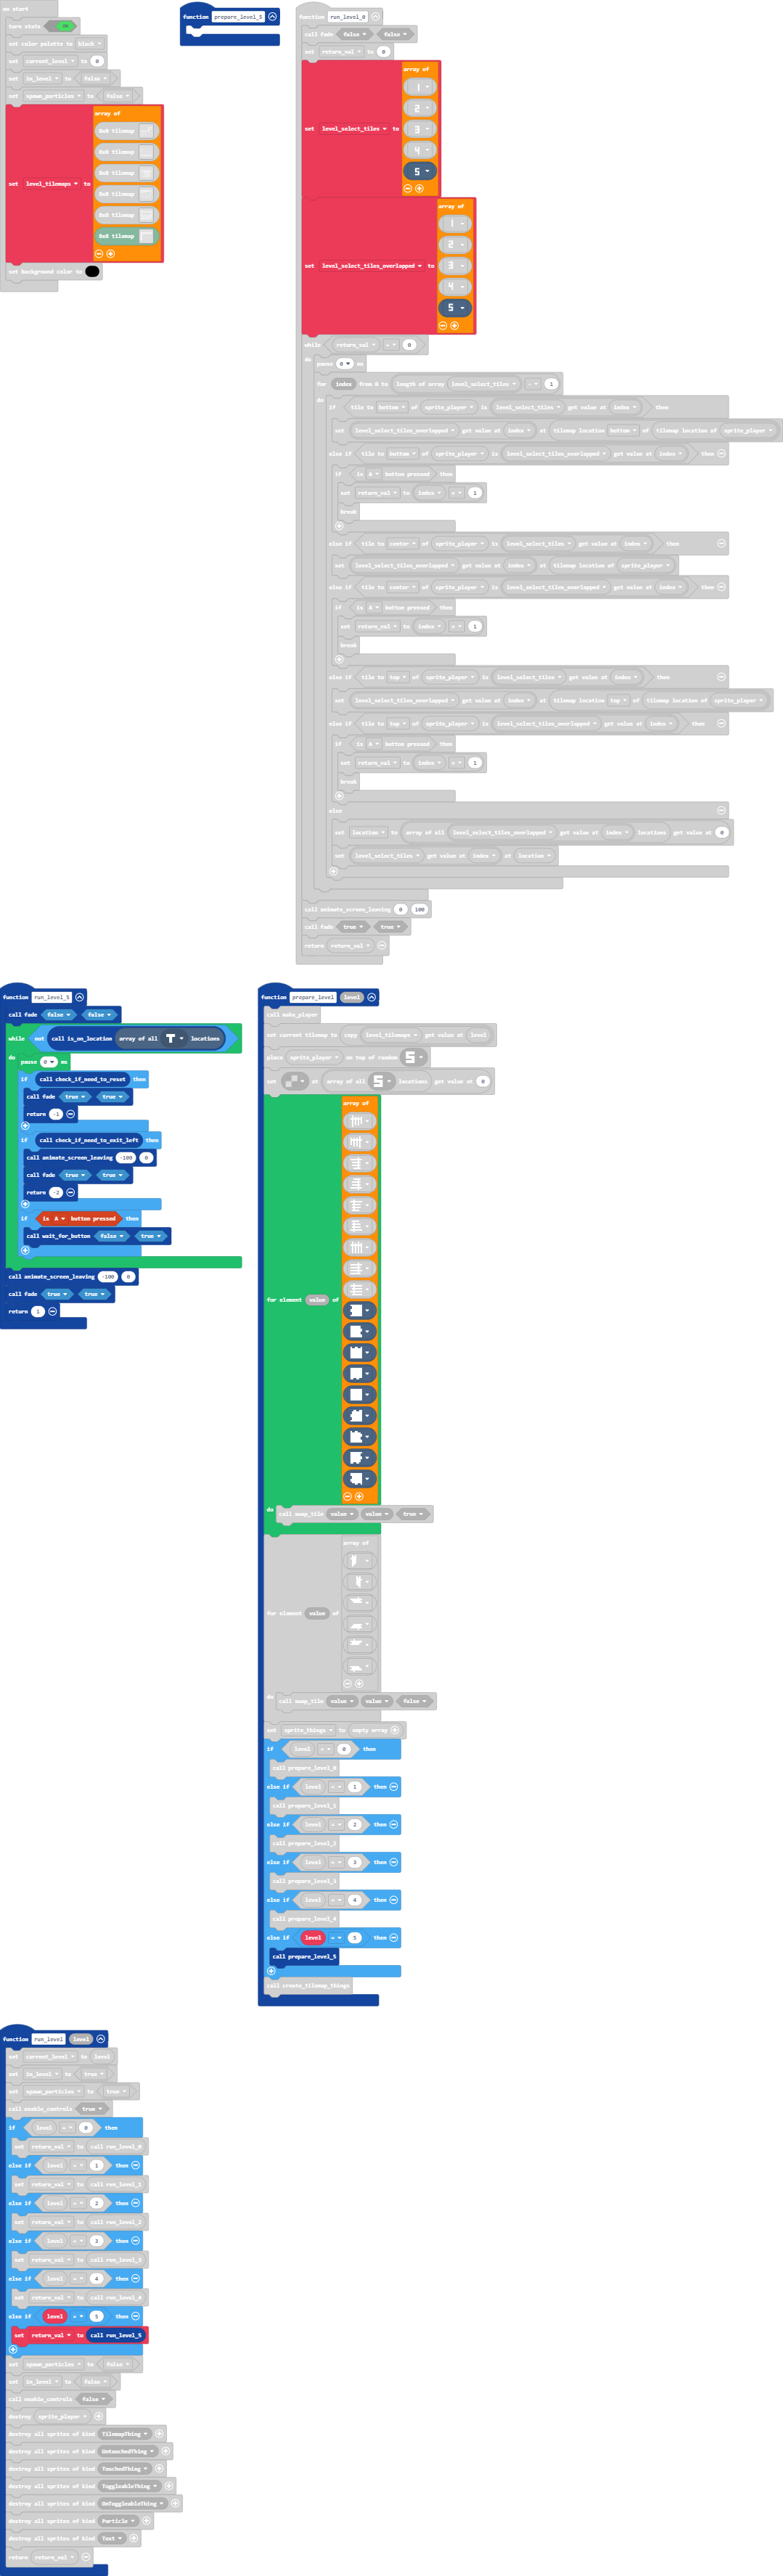 on start
turn stats ON
set color palette to black
set current_level to 0
set in_level to false
set spawn_particles to false
set level_tilemaps to array of
8x8 tilemap
8x8 tilemap
8x8 tilemap
8x8 tilemap
8x8 tilemap
8x8 tilemap
set background color to
function prepare_level_5
function run_level_0
call fade false false
set return_val to 0
set level_select_tiles to array of
1
2
3
4
5
set level_select_tiles_overlapped to array of
1
2
3
4
5
while return_val = 0
do
pause 0 ms
for index from 0 to length of array level_select_tiles - 1
do
if tile to bottom of sprite_player is level_select_tiles get value at index then
set level_select_tiles_overlapped get value at index at tilemap location bottom of tilemap location of sprite_player
else if tile to bottom of sprite_player is level_select_tiles_overlapped get value at index then
if is A button pressed then
set return_val to index + 1
break
else if tile to center of sprite_player is level_select_tiles get value at index then
set level_select_tiles_overlapped get value at index at tilemap location of sprite_player
else if tile to center of sprite_player is level_select_tiles_overlapped get value at index then
if is A button pressed then
set return_val to index + 1
break
else if tile to top of sprite_player is level_select_tiles get value at index then
set level_select_tiles_overlapped get value at index at tilemap location top of tilemap location of sprite_player
else if tile to top of sprite_player is level_select_tiles_overlapped get value at index then
if is A button pressed then
set return_val to index + 1
break
else
set location to array of all level_select_tiles_overlapped get value at index locations get value at 0
set level_select_tiles get value at index at location
call animate_screen_leaving 0 100
call fade true true
return return_val
function run_level_5
call fade false false
while not call is_on_location array of all T locations
do
pause 0 ms
if call check_if_need_to_reset then
call fade true true
return -1
if call check_if_need_to_exit_left then
call animate_screen_leaving -100 0
call fade true true
return -2
if is A button pressed then
call wait_for_button false true
call animate_screen_leaving -100 0
call fade true true
return 1
function prepare_level level
call make_player
set current tilemap to copy level_tilemaps get value at level
place sprite_player on top of random S
set at array of all S locations get value at 0
for element value of array of
do
call swap_tile value value true
for element value of array of
do
call swap_tile value value false
set sprite_things to empty array
if level = 0 then
call prepare_level_0
else if level = 1 then
call prepare_level_1
else if level = 2 then
call prepare_level_2
else if level = 3 then
call prepare_level_3
else if level = 4 then
call prepare_level_4
else if level = 5 then
call prepare_level_5
call create_tilemap_things
function run_level level
set current_level to level
set in_level to true
set spawn_particles to true
call enable_controls true
if level = 0 then
set return_val to call run_level_0
else if level = 1 then
set return_val to call run_level_1
else if level = 2 then
set return_val to call run_level_2
else if level = 3 then
set return_val to call run_level_3
else if level = 4 then
set return_val to call run_level_4
else if level = 5 then
set return_val to call run_level_5
set spawn_particles to false
set in_level to false
call enable_controls false
destroy sprite_player
destroy all sprites of kind TilemapThing
destroy all sprites of kind UntouchedThing
destroy all sprites of kind TouchedThing
destroy all sprites of kind ToggleableThing
destroy all sprites of kind UnToggleableThing
destroy all sprites of kind Particle
destroy all sprites of kind Text
return return_val